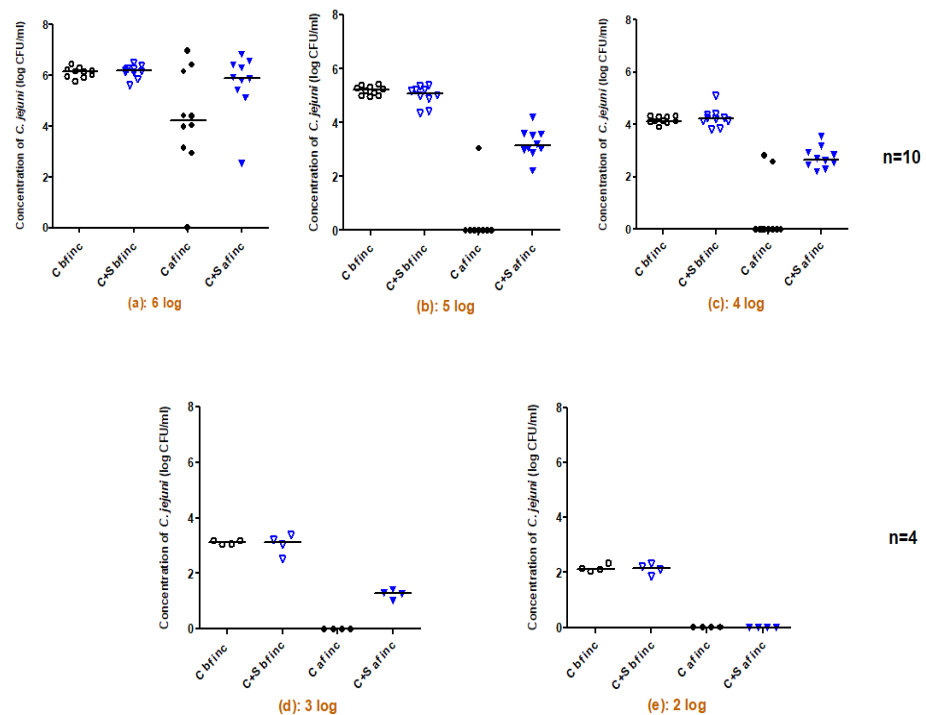 Concentration of C. jejuni (log CFU/ml)
8
6
4
2
0
C bf inc
C+S bf inc
C af inc
C+S af inc
(a): 6 log
Concentration of C. jejuni (log CFU/ml)
8
6
4
2
0
C bf inc
C+S bf inc
C af inc
C+S af inc
(b): 5 log
Concentration of C. jejuni (log CFU/ml)
8
6
4
2
0
C bf inc
C+S bf inc
C af inc
C+S af inc
(c): 4 log
n=10
Concentration of C. jejuni (log CFU/ml)
8
6
4
2
0
C bf inc
C+S bf inc
C af inc
C+S af inc
(d): 3 log
Concentration of C. jejuni (log CFU/ml)
8
6
4
2
0
C bf inc
C+S bf inc
C af inc
C+S af inc
(e): 2 log
n=4